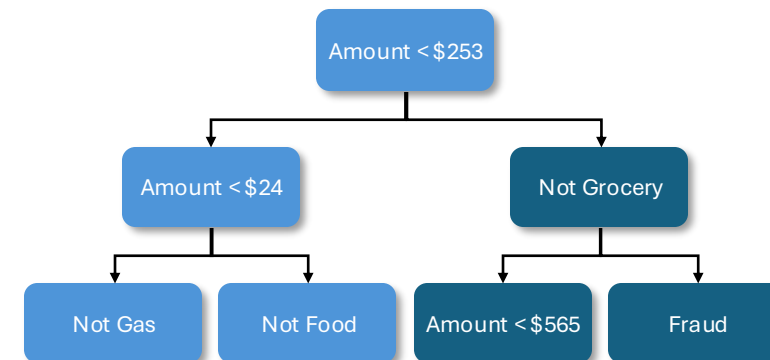 Amount <$253
Amount <$24
Not Grocery
Not Gas
Not Food
Amount <$565
Fraud